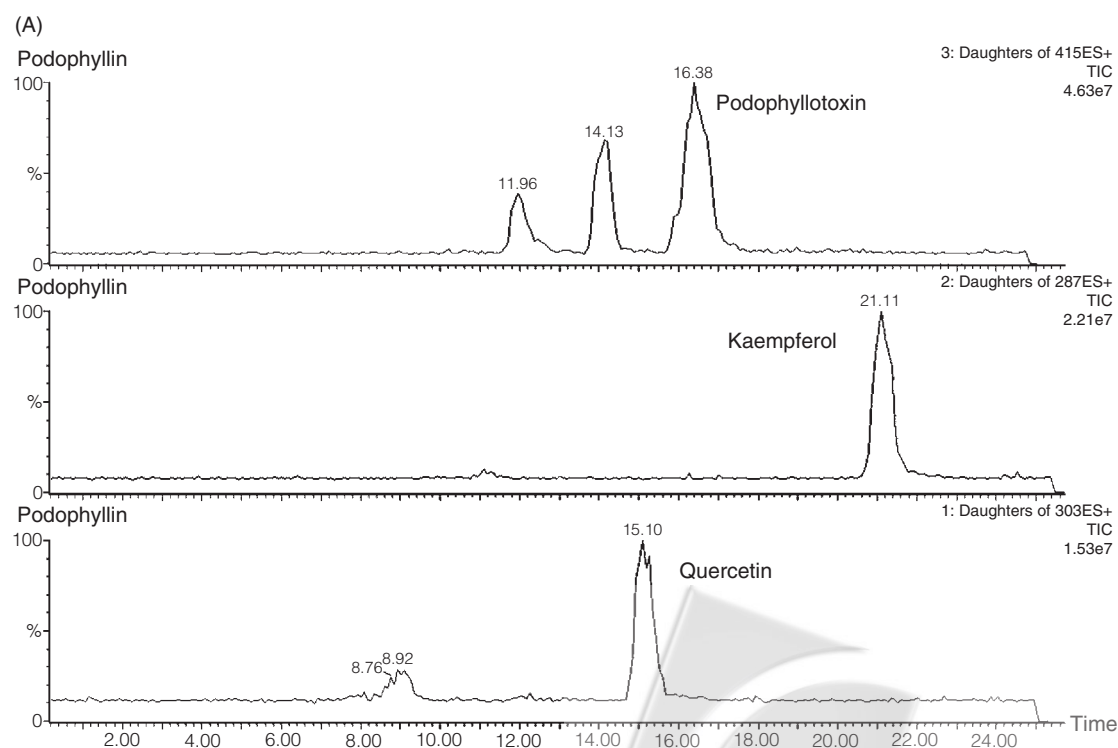 (A)
Podophyllin
3: Daughters of 415ES+
TIC
4.63e7
100
%
0
11.96
14.13
16.38
Podophyllotoxin
Podophyllin
2: Daughters of 287ES+
TIC
2.21e7
100
%
0
21.11
Kaempferol
Podophyllin
1: Daughters of 303ES+
TIC
1.53e7
100
%
0
8.76
8.92
15.10
Quercetin
Time
2.00 4.00 6.00 8.00 10.00 12.00 14.00 16.00 18.00 20.00 22.00 24.00